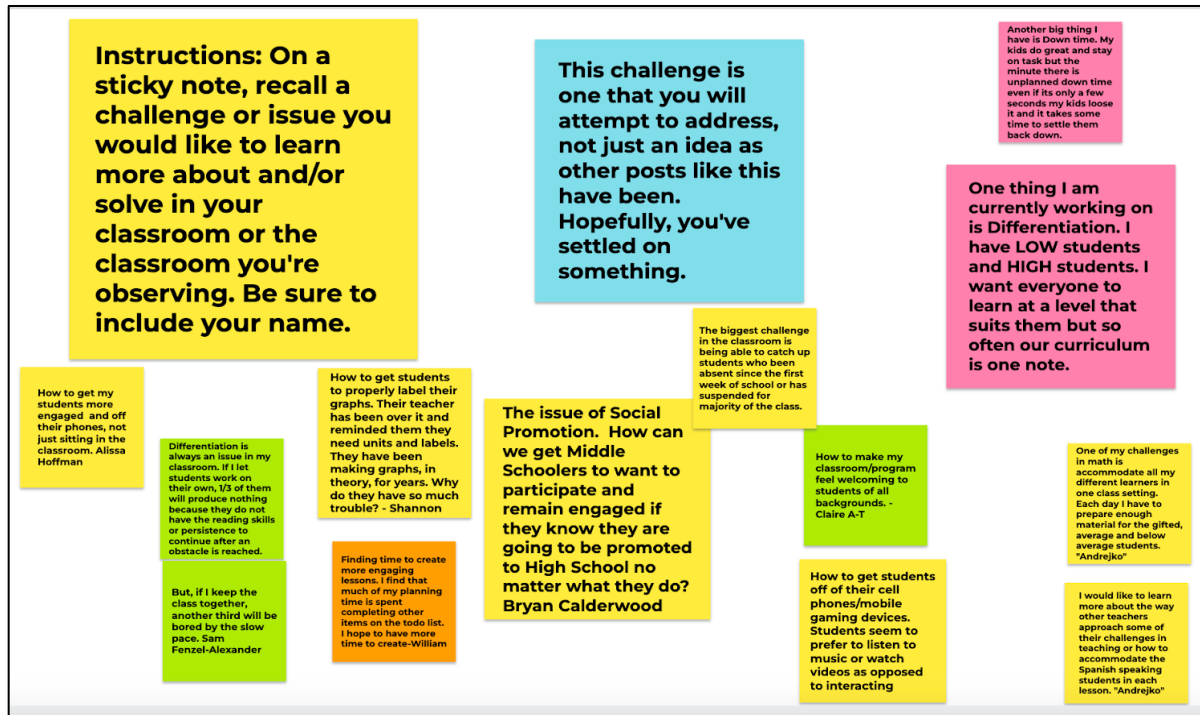 Instructions: On a
sticky note, recall a
challenge or issue you
would like to learn
more about and/or
solve in your
classroom or the
classroom you're
observing. Be sure to
include your name.
This challenge is
one that you will
attempt to address,
not just an idea as
other posts like this
have been.
Hopefully, you've
settled on
something.
Another big thing I
have is Down time. My
kids do great and stay
on task but the
minute there is
unplanned down time
even if its only a few
seconds my kids loose
it and it takes some
time to settle them
back down.
One thing I am
currently working on
is Differentiation. I
have LOW students
and HIGH students. I
want everyone to
learn at a level that
suits them but so
often our curriculum
is one note.
How to get my
students more
engaged and off
their phones, not
just sitting in the
classroom. Alissa
Hoffman
Differentiation is
always an issue in my
classroom. If I let
students work on
their own, 1/3 of them
will produce nothing
because they do not
have the reading skills
or persistence to
continue after an
obstacle is reached.
But, if I keep the
class together,
another third will be
bored by the slow
pace. Sam
Fenzel-Alexander
How to get students
to properly label their
graphs. Their teacher
has been over it and
reminded them they
need units and labels.
They have been
making graphs, in
theory, for years. Why
do they have so much
trouble? - Shannon
Finding time to create
more engaging
lessons. I find that
much of my planning
time is spent
completing other
items on the todo list.
I hope to have more
time to create-William
The issue of Social
Promotion. How can
we get Middle
Schoolers to want to
participate and
remain engaged if
they know they are
going to be promoted
to High School no
matter what they do?
Bryan Calderwood
The biggest challenge
in the classroom is
being able to catch up
students who been
absent since the first
week of school or has
suspended for
majority of the class.
How to make my
classroom/program
feel welcoming to
students of all
backgrounds. -
Claire A-T
How to get students
off of their cell
phones/mobile
gaming devices.
Students seem to
prefer to listen to
music or watch
videos as opposed
to interacting
One of my challenges
in math is
accommodate all my
different learners in
one class setting.
Each day I have to
prepare enough
material for the gifted,
average and below
average students.
"Andrejko"
I would like to learn
more about the way
other teachers
approach some of
their challenges in
teaching or how to
accommodate the
Spanish speaking
students in each
lesson. "Andrejko"